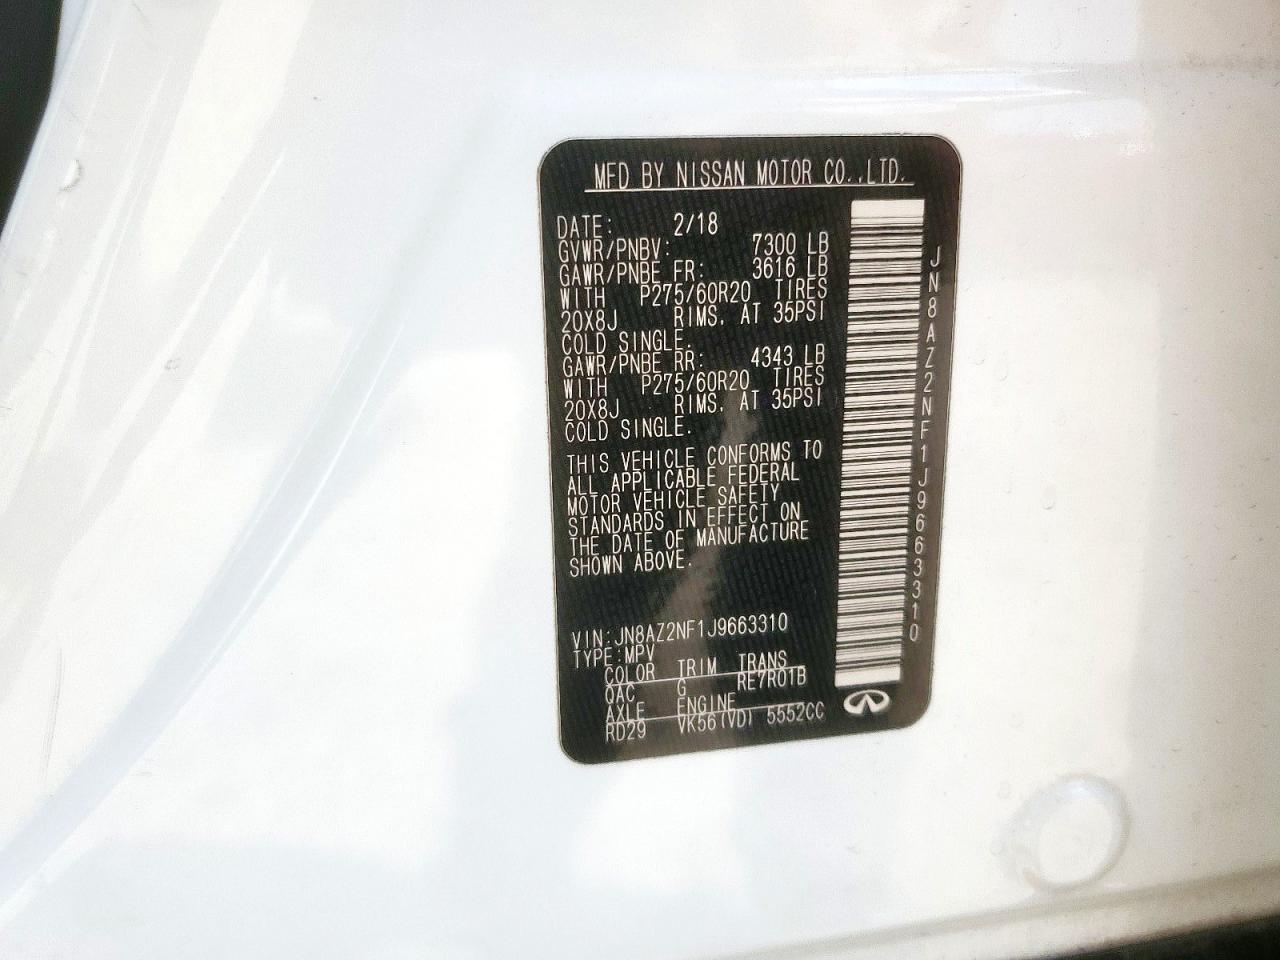 MFD BY NISSAN MOTOR CO.,LTD.
DATE: 2/18
GVWR/PNBV: 7300 LB
GAWR/PNBE FR: 3616 LB
WITH P275/60R20 TIRES
20X8J RIMS. AT 35PSI
COLD SINGLE.
GAWR/PNBE RR: 4343 LB
WITH P275/60R20 TIRES
20X8J RIMS. AT 35PSI
COLD SINGLE.
THIS VEHICLE CONFORMS TO
ALL APPLICABLE FEDERAL
MOTOR VEHICLE SAFETY
STANDARDS IN EFFECT ON
THE DATE OF MANUFACTURE
SHOWN ABOVE.
VIN:JN8AZ2NF1J9663310
TYPE:MPV
COLOR TRIM TRANS
QAC G RE7R01B
AXLE ENGINE
RD29 VK56(VD) 5552CC
JN8AZ2NF1J9663310